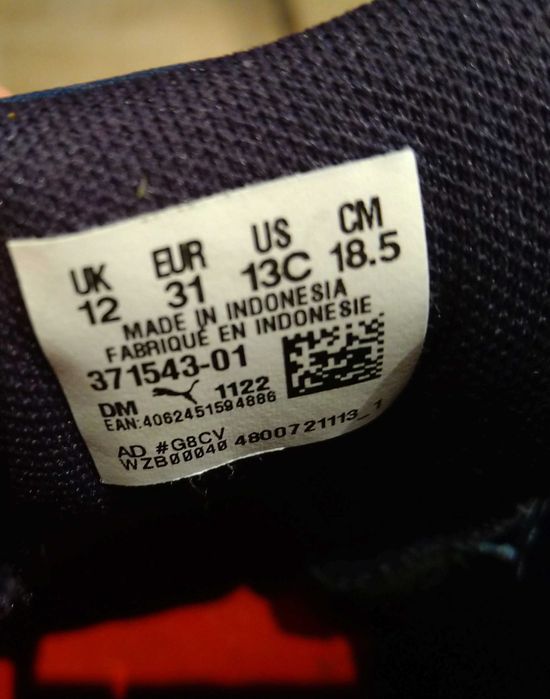 UK EUR US CM
12 31 13C 18.5
MADE IN INDONESIA
FABRIQUÉ EN INDONESIE
371543-01
DM 1122
EAN:4062451594886
AD #G8CV
WZB00040 4800721113_1